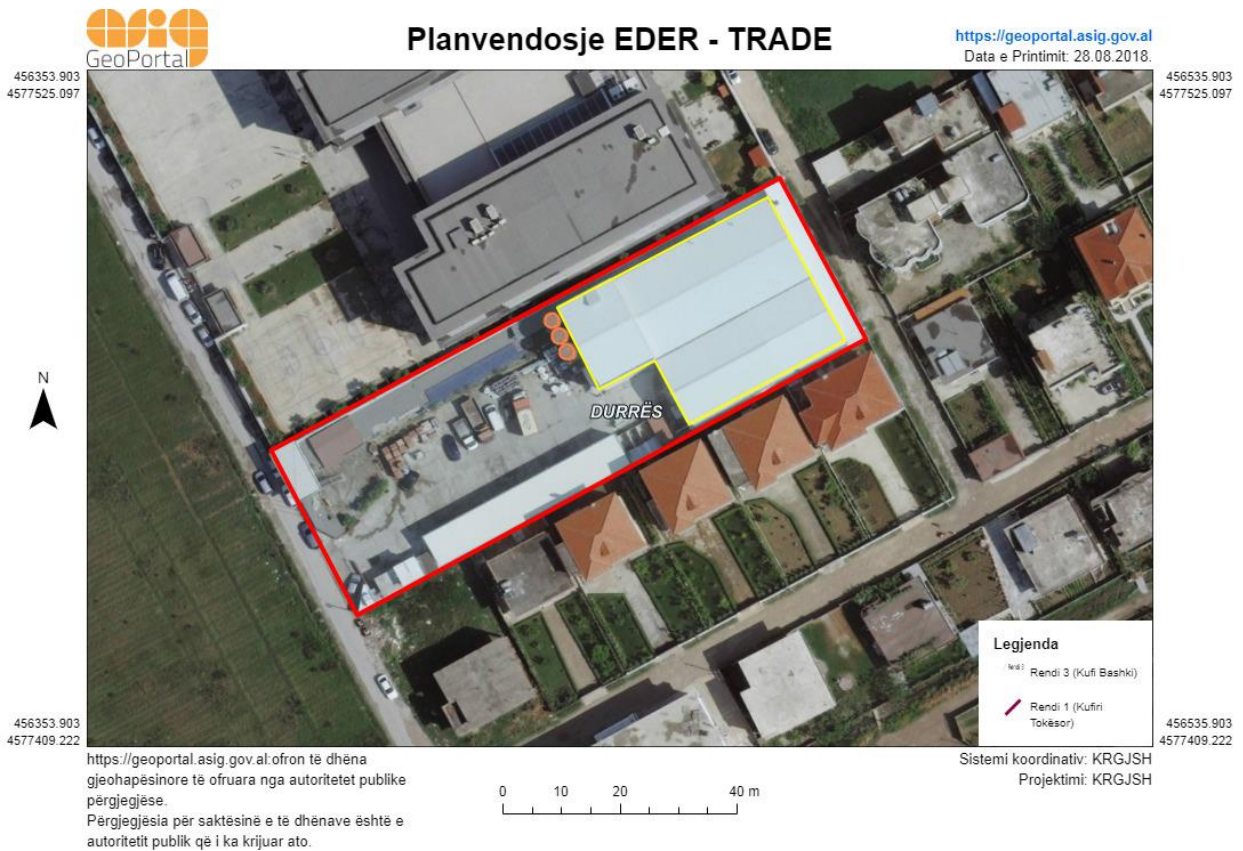 asig
GeoPortal
Planvendosje EDER - TRADE
https://geoportal.asig.gov.al
Data e Printimit: 28.08.2018.
456353.903
4577525.097
456535.903
4577525.097
N
DURRËS
Legjenda
Rendi 3
Rendi 3 (Kufi Bashki)
Rendi 1 (Kufiri
Tokësor)
456353.903
4577409.222
456535.903
4577409.222
https://geoportal.asig.gov.al:ofron të dhëna
gjeohapësinore të ofruara nga autoritetet publike
përgjegjëse.
Përgjegjësia për saktësinë e të dhënave është e
autoritetit publik që i ka krijuar ato.
0 10 20 40 m
Sistemi koordinativ: KRGJSH
Projektimi: KRGJSH